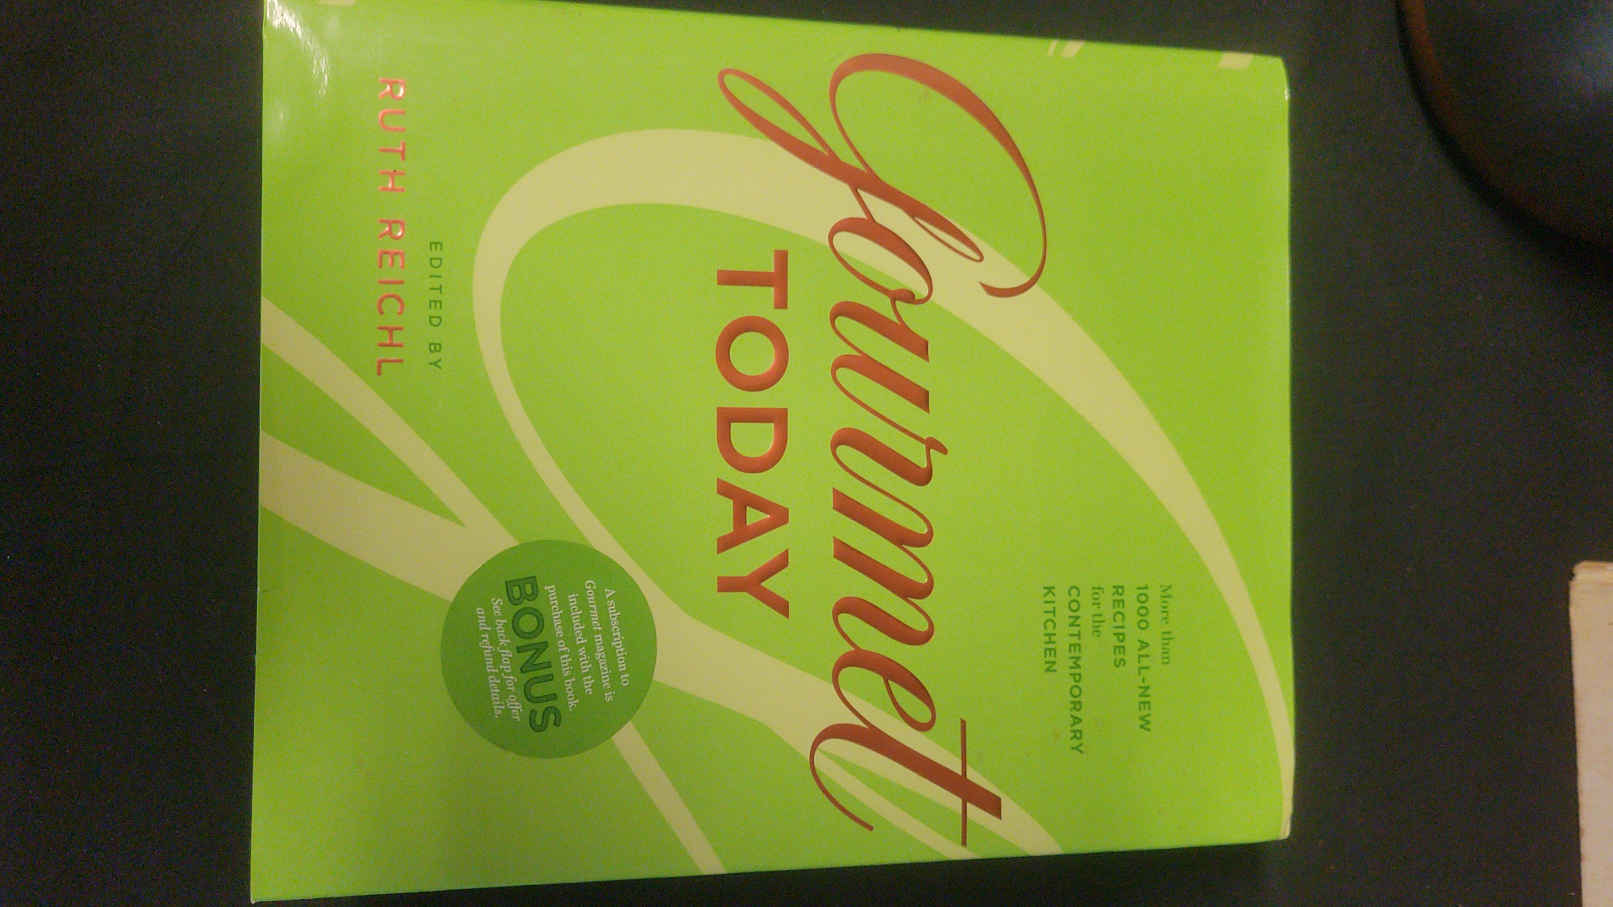 More than
1000 ALL-NEW
RECIPES
for the
CONTEMPORARY
KITCHEN
Gourmet
TODAY
A subscription to
Gourmet magazine is
included with the
purchase of this book.
BONUS
See back flap for offer
and refund details.
EDITED BY
RUTH REICHL